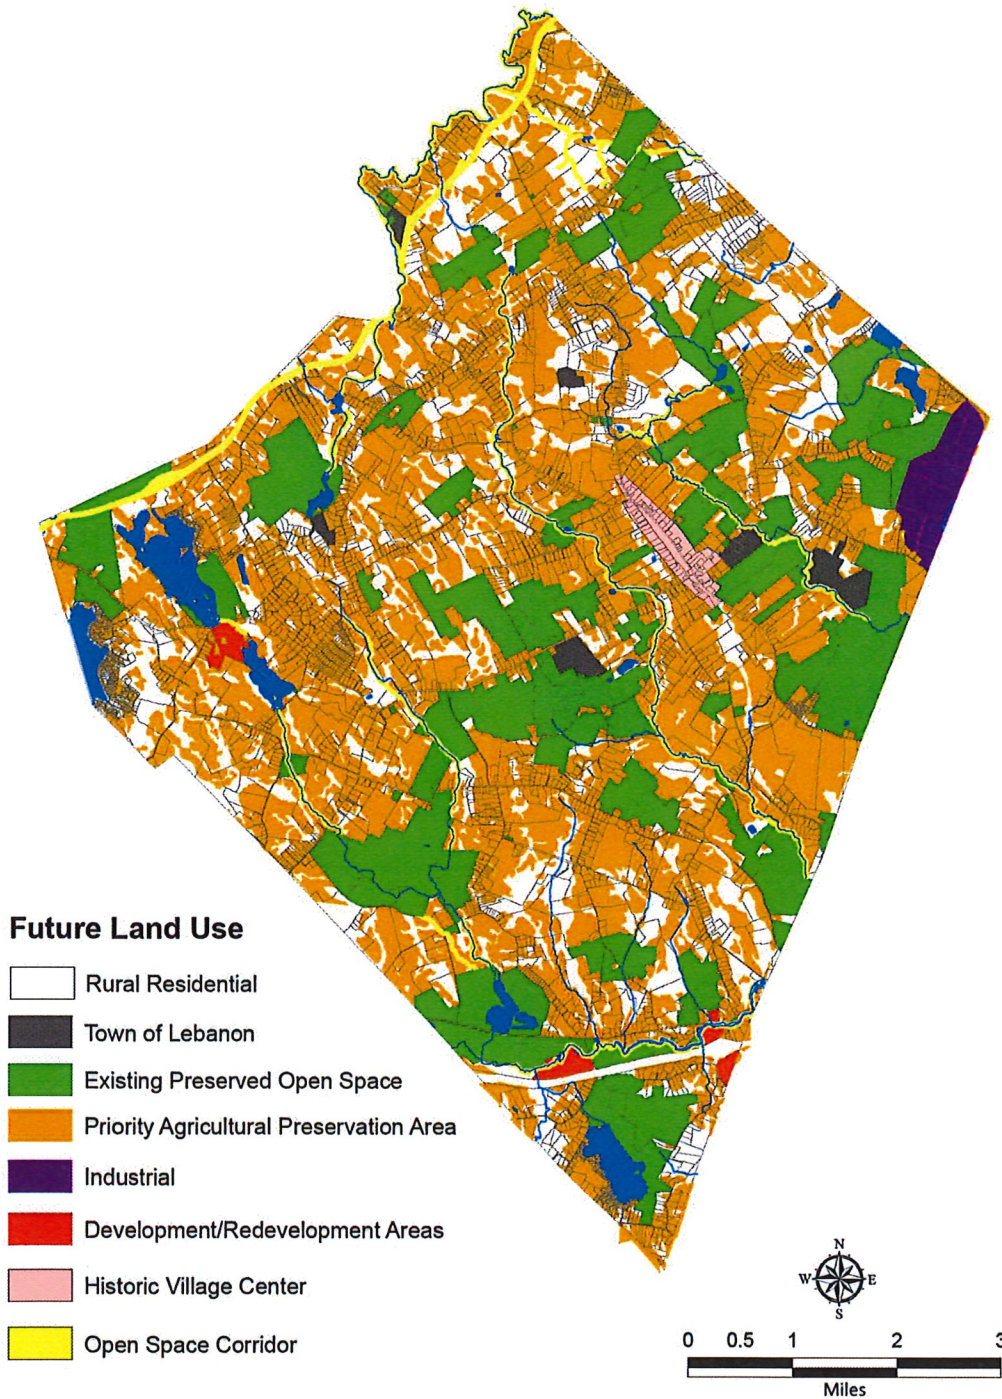 Future Land Use
Rural Residential
Town of Lebanon
Existing Preserved Open Space
Priority Agricultural Preservation Area
Industrial
Development/Redevelopment Areas
Historic Village Center
Open Space Corridor
N
W E
S
0 0.5 1 2 3
Miles